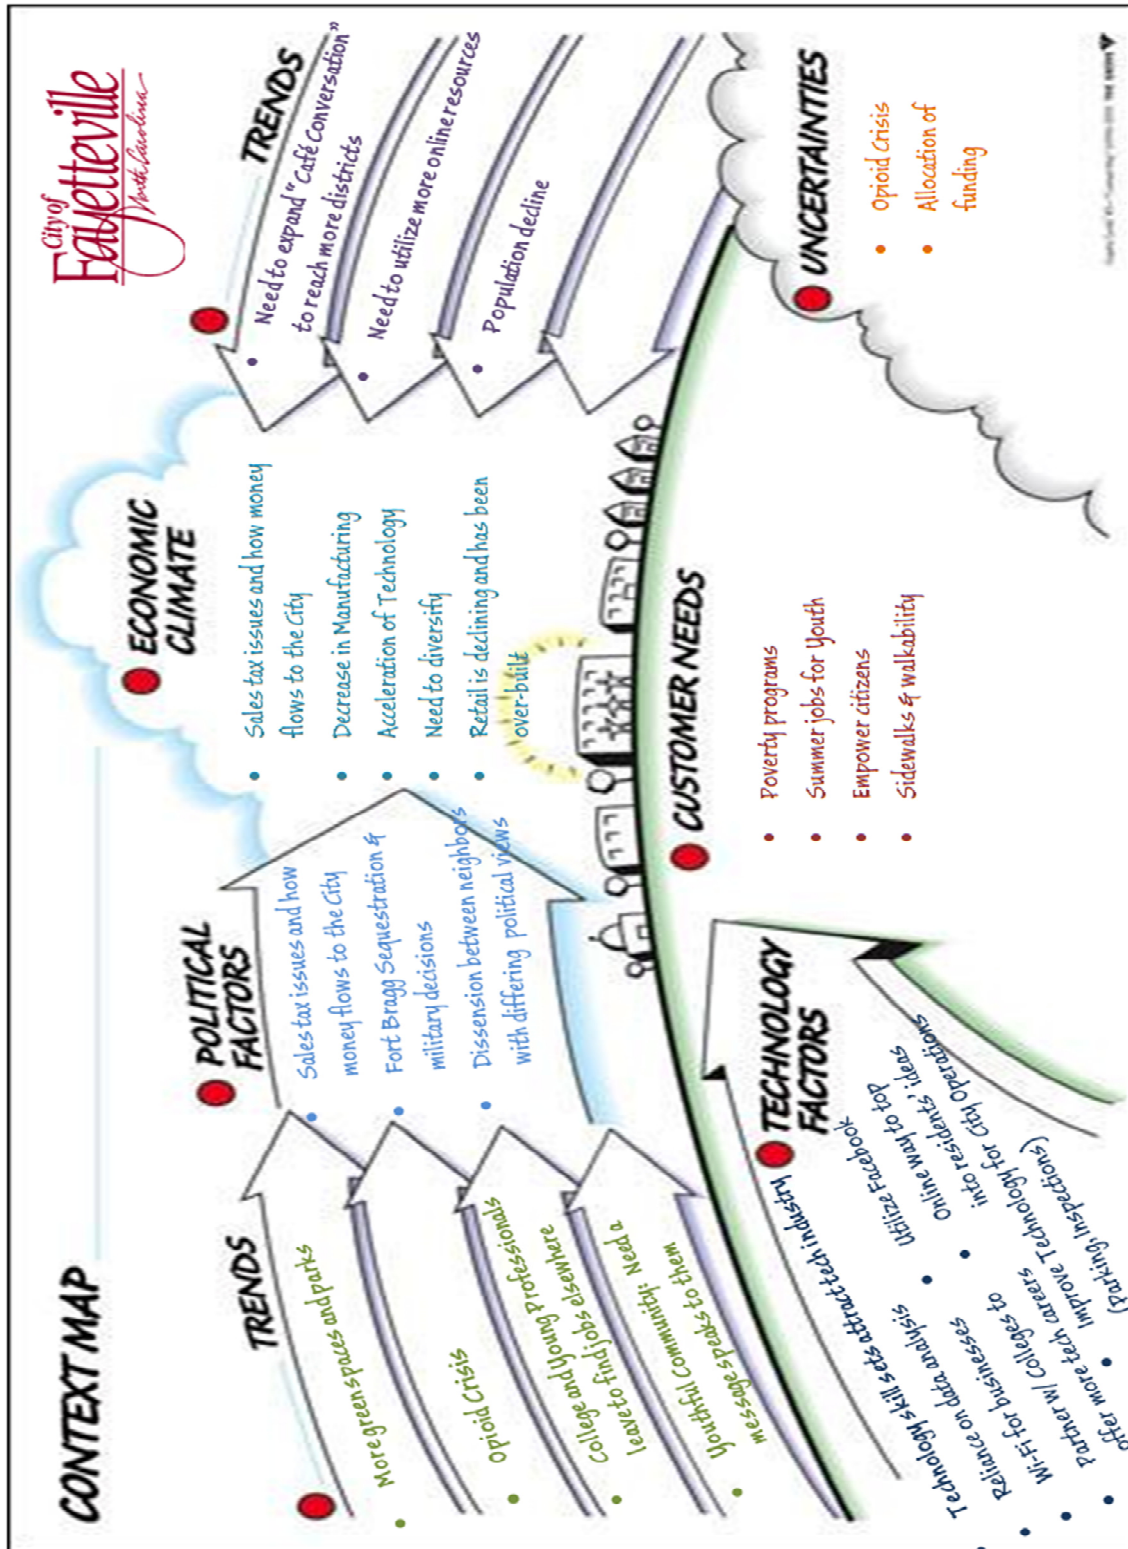 CONTEXT MAP
City of
Fayetteville
North Carolina
TRENDS
• More green spaces and parks
• Opioid Crisis
• College and Young Professionals
leave to find jobs elsewhere
• Youthful Community: Need a
message speaks to them
POLITICAL
FACTORS
• Sales tax issues and how
money flows to the City
• Fort Bragg Sequestration &
military decisions
• Dissension between neighbors
with differing political views
ECONOMIC
CLIMATE
• Sales tax issues and how money
flows to the City
• Decrease in Manufacturing
• Acceleration of Technology
• Need to diversify
• Retail is declining and has been
over-built
TRENDS
• Need to expand "Café Conversation"
to reach more districts
• Need to utilize more online resources
• Population decline
TECHNOLOGY
FACTORS
• Technology skill sets attract tech industry
• Reliance on data analysis
• Wi-Fi for businesses
• Partner w/ Colleges to
offer more tech careers
• Utilize Facebook
• Online way to top
into residents' ideas
• Improve Technology for City Operations
(Parking, Inspections)
CUSTOMER NEEDS
• Poverty programs
• Summer jobs for Youth
• Empower citizens
• Sidewalks & walkability
UNCERTAINTIES
• Opioid Crisis
• Allocation of
funding
THE GROVE